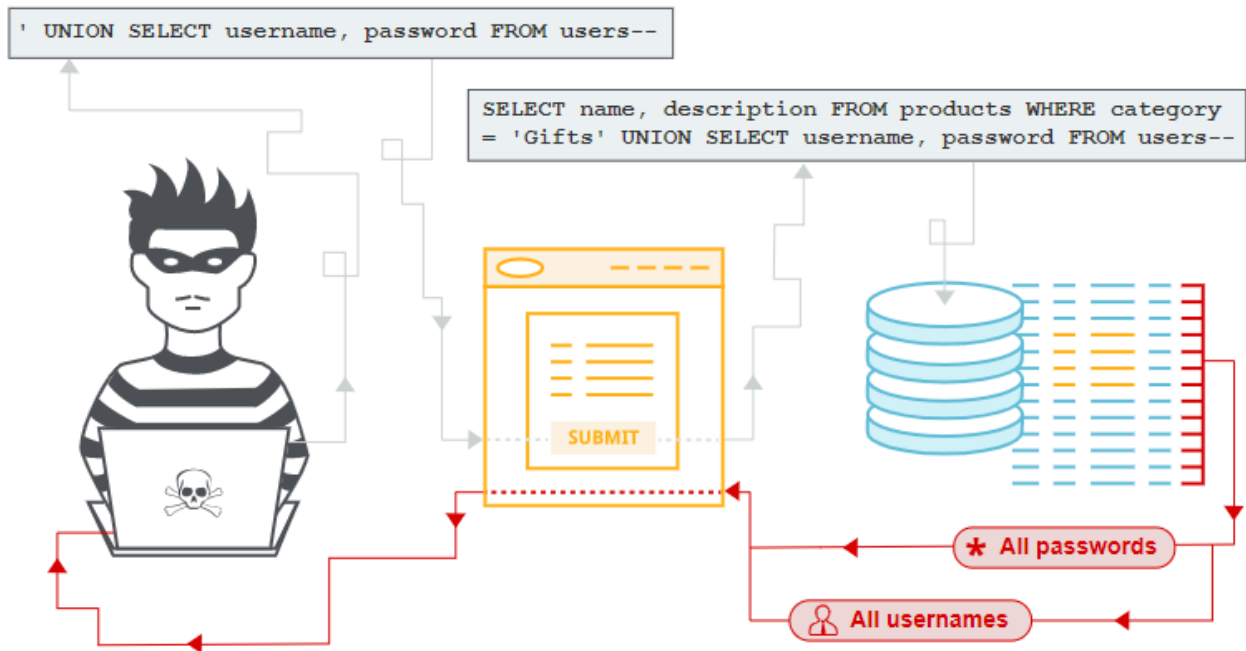 ' UNION SELECT username, password FROM users--
SELECT name, description FROM products WHERE category
= 'Gifts' UNION SELECT username, password FROM users--
SUBMIT
* All passwords
All usernames